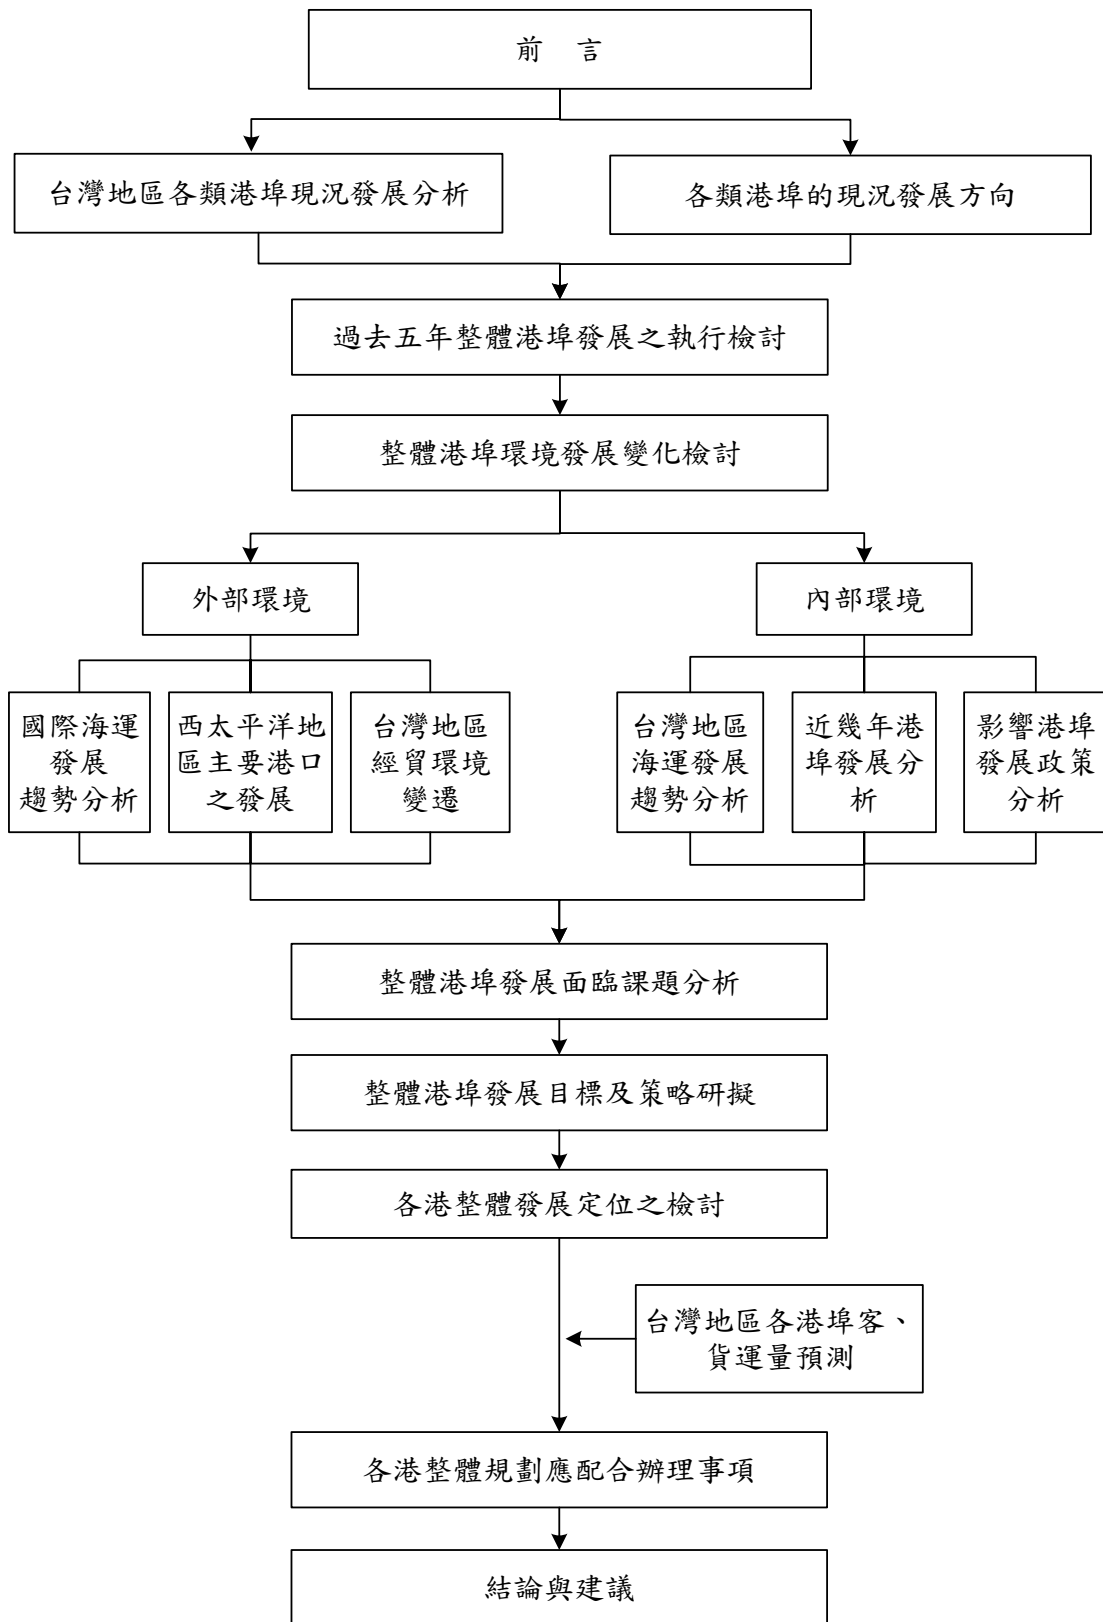 前 言
台灣地區各類港埠現況發展分析
各類港埠的現況發展方向
過去五年整體港埠發展之執行檢討
整體港埠環境發展變化檢討
外部環境
內部環境
國際海運
發展
趨勢分析
西太平洋地
區主要港口
之發展
台灣地區
經貿環境
變遷
台灣地區
海運發展
趨勢分析
近幾年港
埠發展分
析
影響港埠
發展政策
分析
整體港埠發展面臨課題分析
整體港埠發展目標及策略研擬
各港整體發展定位之檢討
台灣地區各港埠客、
貨運量預測
各港整體規劃應配合辦理事項
結論與建議